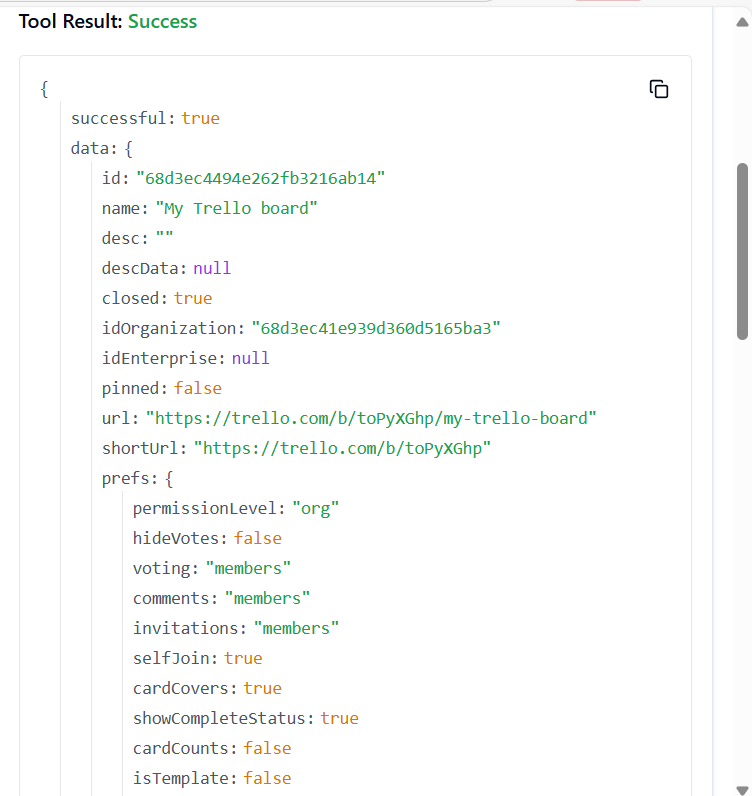 Tool Result: Success
{
successful: true
data: {
id: "68d3ec4494e262fb3216ab14"
name: "My Trello board"
desc: ""
descData: null
closed: true
idOrganization: "68d3ec41e939d360d5165ba3"
idEnterprise: null
pinned: false
url: "https://trello.com/b/toPyXGhp/my-trello-board"
shortUrl: "https://trello.com/b/toPyXGhp"
prefs: {
permissionLevel: "org"
hideVotes: false
voting: "members"
comments: "members"
invitations: "members"
selfJoin: true
cardCovers: true
showCompleteStatus: true
cardCounts: false
isTemplate: false